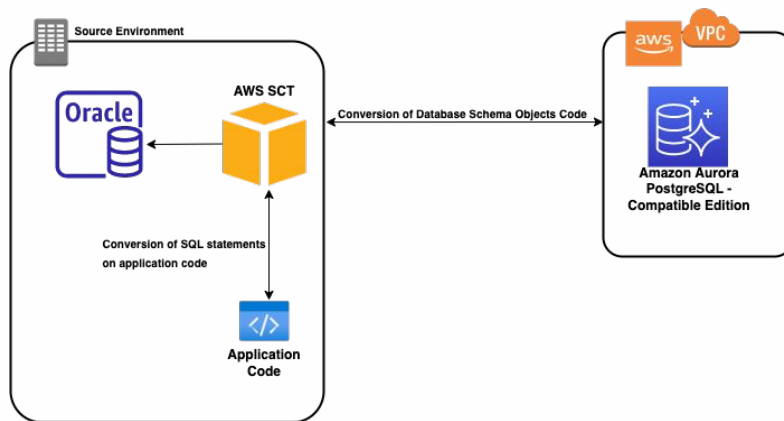 Source Environment
aws
VPC
Oracle
AWS SCT
Conversion of Database Schema Objects Code
Amazon Aurora
PostgreSQL -
Compatible Edition
Conversion of SQL statements
on application code
</>
Application
Code